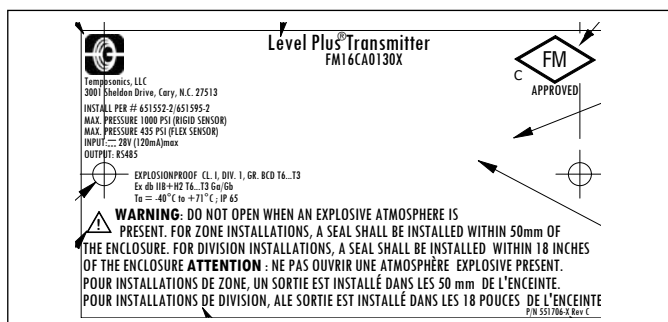 Level Plus® Transmitter
FM16CA0130X
FM
C
APPROVED
Temposonics, LLC
3001 Sheldon Drive, Cary, N.C. 27513
INSTALL PER # 651552-2/651595-2
MAX. PRESSURE 1000 PSI (RIGID SENSOR)
MAX. PRESSURE 435 PSI (FLEX SENSOR)
INPUT: ⎓ 28V (120mA)max
OUTPUT: RS485
EXPLOSIONPROOF CL. I, DIV. 1, GR. BCD T6...T3
Ex db IIB+H2 T6...T3 Ga/Gb
Ta = -40°C to +71°C ; IP 65
WARNING: DO NOT OPEN WHEN AN EXPLOSIVE ATMOSPHERE IS
PRESENT. FOR ZONE INSTALLATIONS, A SEAL SHALL BE INSTALLED WITHIN 50mm OF
THE ENCLOSURE. FOR DIVISION INSTALLATIONS, A SEAL SHALL BE INSTALLED WITHIN 18 INCHES
OF THE ENCLOSURE ATTENTION : NE PAS OUVRIR UNE ATMOSPHÈRE EXPLOSIVE PRESENT.
POUR INSTALLATIONS DE ZONE, UN SORTIE EST INSTALLÉ DANS LES 50 mm DE L'ENCEINTE.
POUR INSTALLATIONS DE DIVISION, ALE SORTIE EST INSTALLÉ DANS LES 18 POUCES DE L'ENCEINTE
P/N 551706-X Rev C